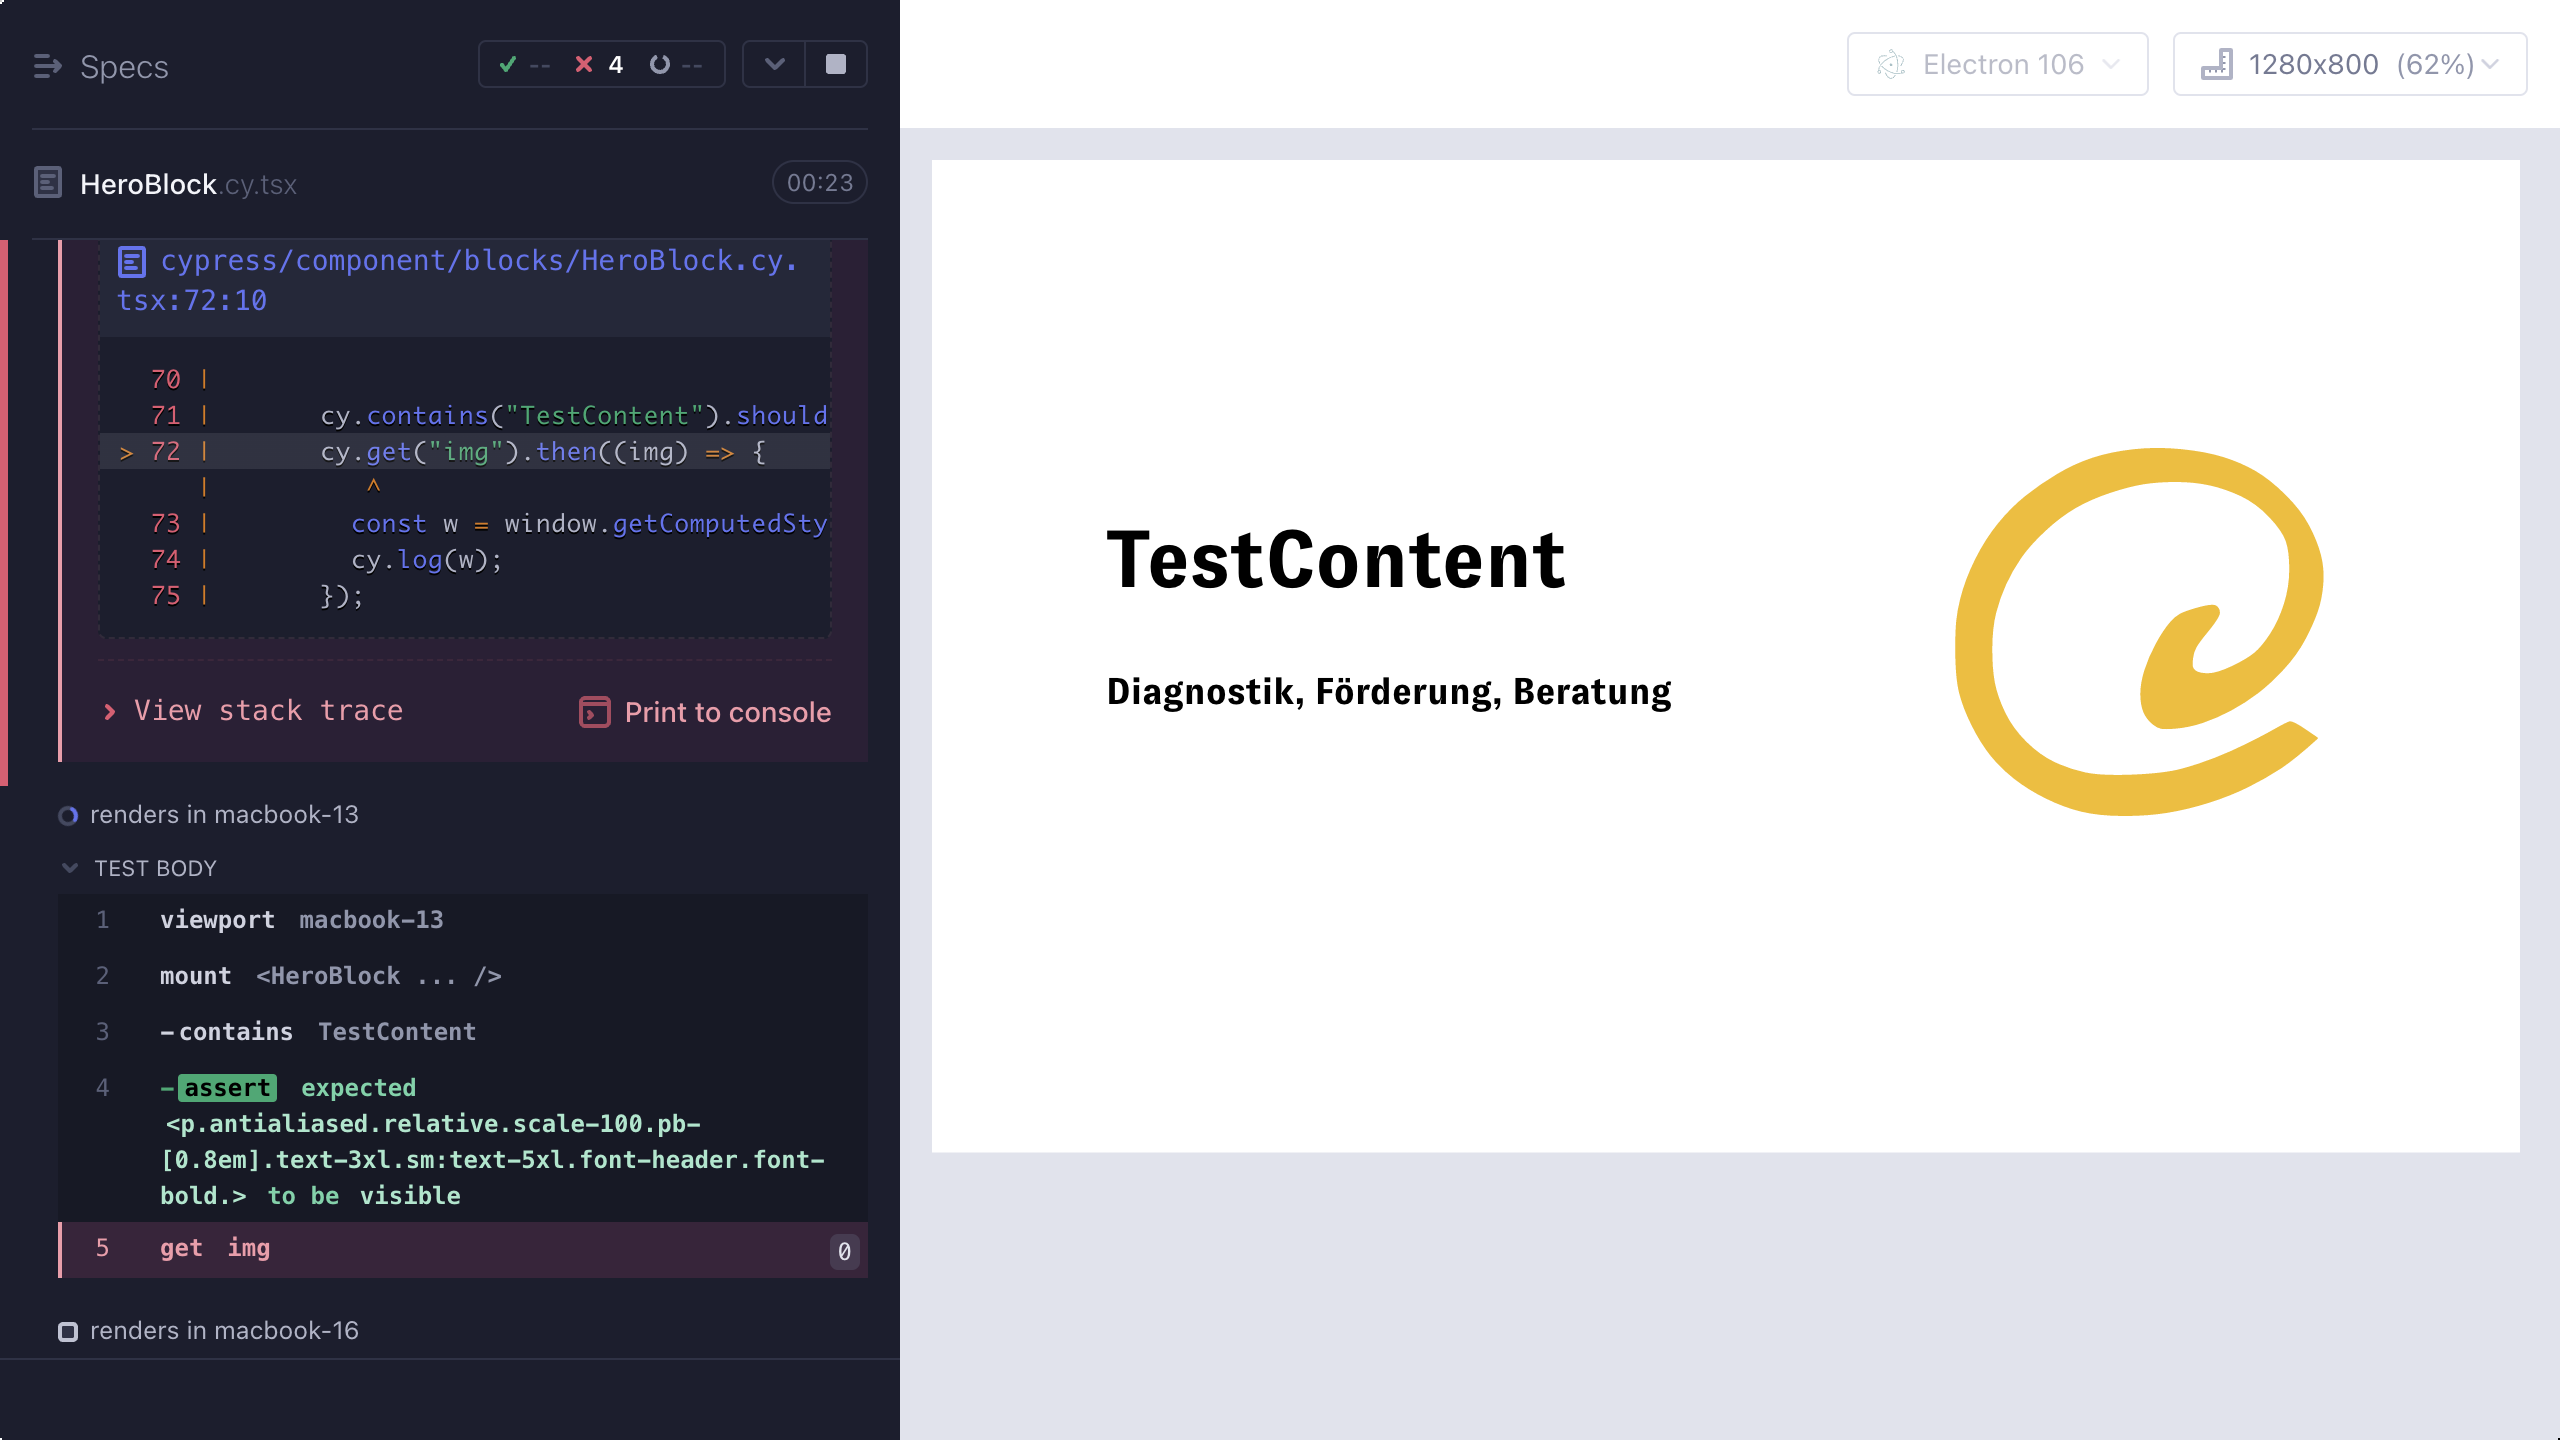 Specs
-- 4 --
Electron 106
1280x800 (62%)
HeroBlock.cy.tsx
00:23
cypress/component/blocks/HeroBlock.cy.
tsx:72:10
70 |
71 | cy.contains("TestContent").should
> 72 | cy.get("img").then((img) => {
| ^
73 | const w = window.getComputedSty
74 | cy.log(w);
75 | });
View stack trace
Print to console
renders in macbook-13
TEST BODY
1 viewport macbook-13
2 mount <HeroBlock ... />
3 -contains TestContent
4 -assert expected
<p.antialiased.relative.scale-100.pb-
[0.8em].text-3xl.sm:text-5xl.font-header.font-
bold.> to be visible
5 get img 0
renders in macbook-16
TestContent
Diagnostik, Förderung, Beratung